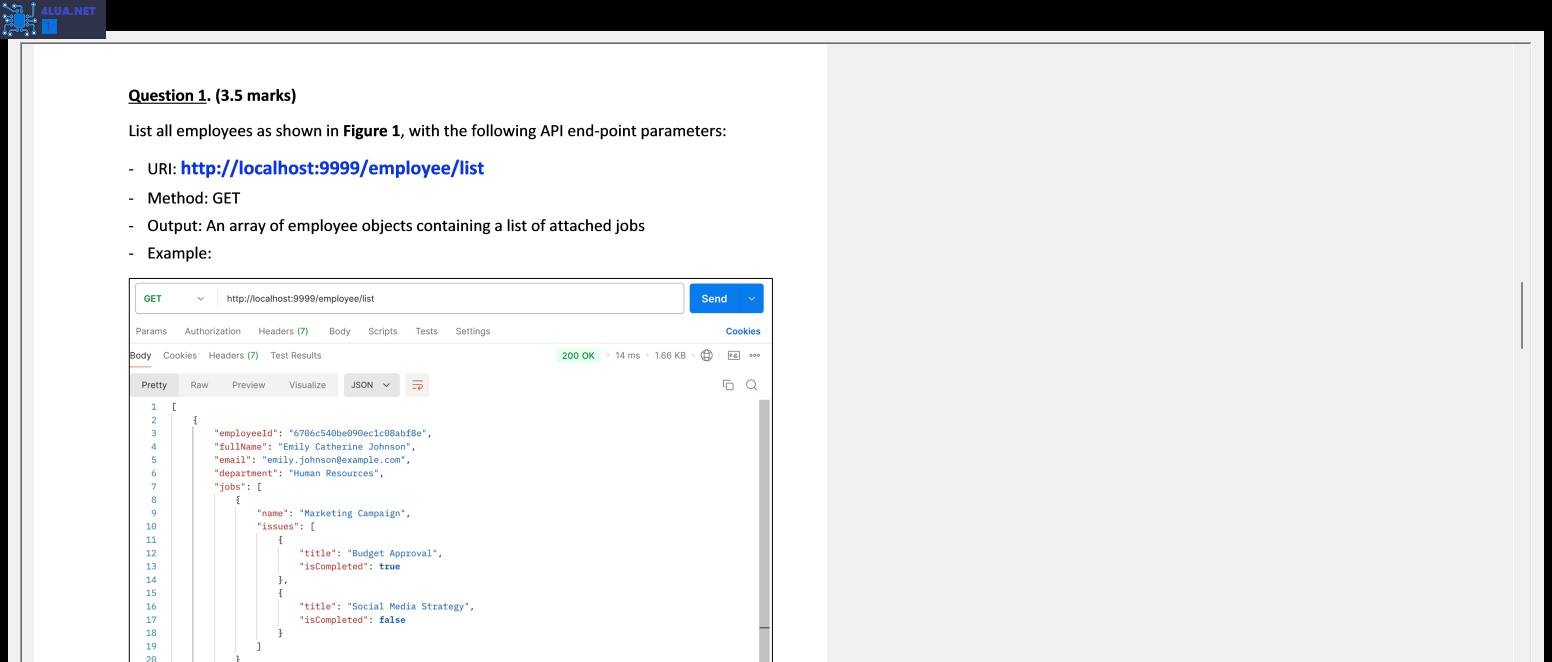 4LUA.NET
Question 1. (3.5 marks)
List all employees as shown in Figure 1, with the following API end-point parameters:
- URI: http://localhost:9999/employee/list
- Method: GET
- Output: An array of employee objects containing a list of attached jobs
- Example:
GET http://localhost:9999/employee/list Send
Params Authorization Headers (7) Body Scripts Tests Settings Cookies
Body Cookies Headers (7) Test Results 200 OK • 14 ms • 1.66 KB •
Pretty Raw Preview Visualize JSON
1 [
2 {
3 "employeeId": "6706c540be090ec1c08abf8e",
4 "fullName": "Emily Catherine Johnson",
5 "email": "emily.johnson@example.com",
6 "department": "Human Resources",
7 "jobs": [
8 {
9 "name": "Marketing Campaign",
10 "issues": [
11 {
12 "title": "Budget Approval",
13 "isCompleted": true
14 },
15 {
16 "title": "Social Media Strategy",
17 "isCompleted": false
18 }
19 ]
20 }